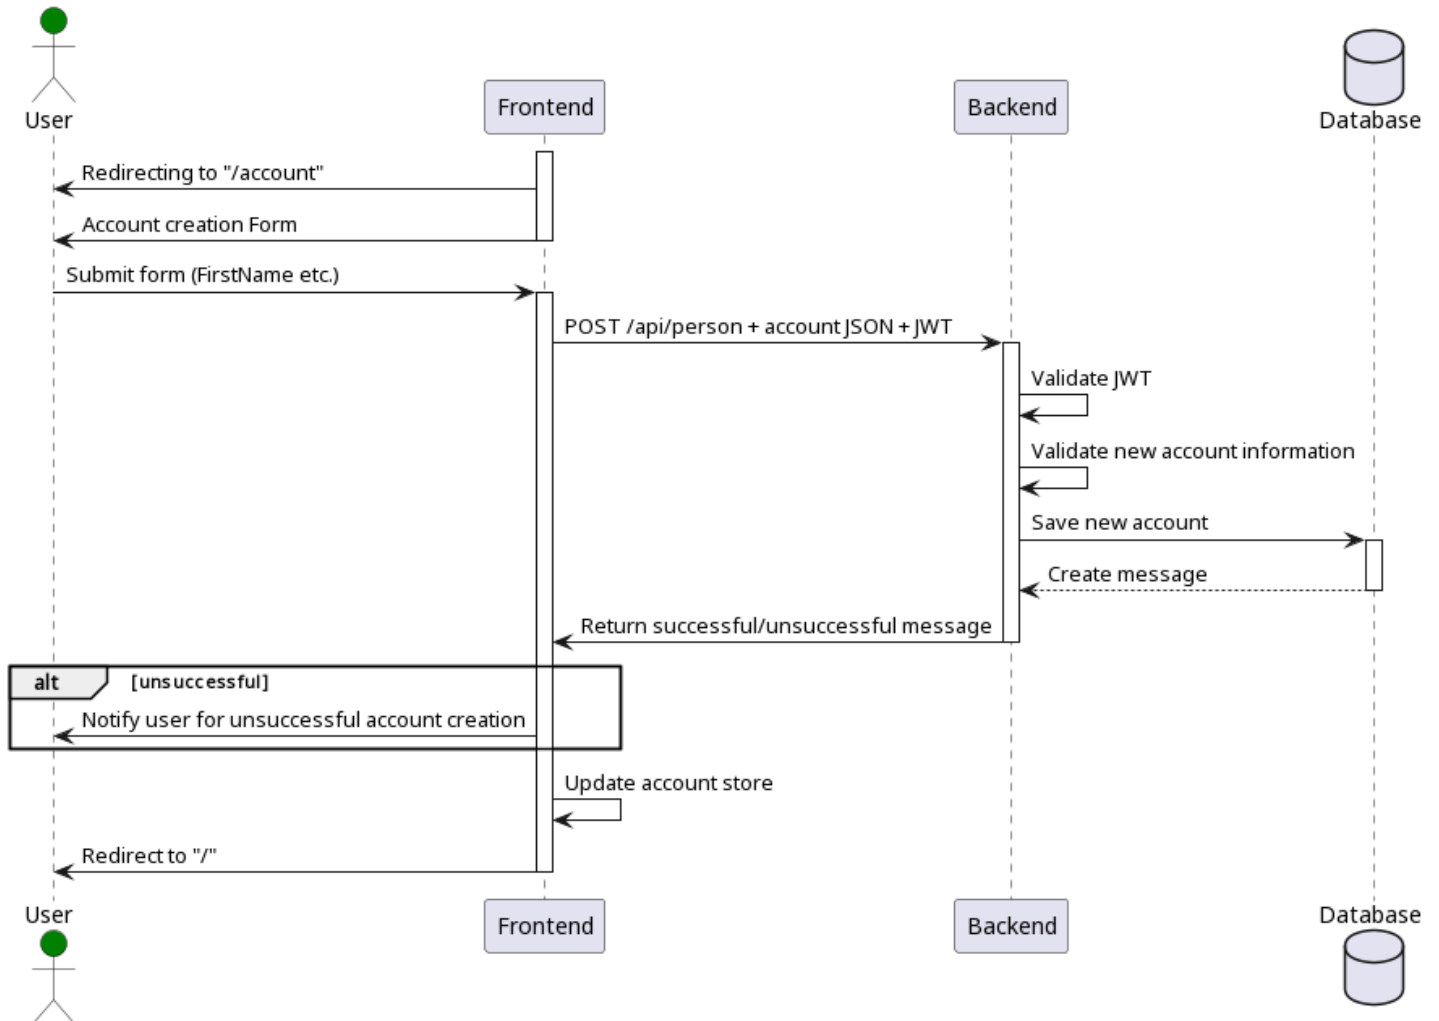 User
Frontend
Backend
Database
Redirecting to "/account"
Account creation Form
Submit form (FirstName etc.)
POST /api/person + account JSON + JWT
Validate JWT
Validate new account information
Save new account
Create message
Return successful/unsuccessful message
alt
[unsuccessful]
Notify user for unsuccessful account creation
Update account store
Redirect to "/"
User
Frontend
Backend
Database